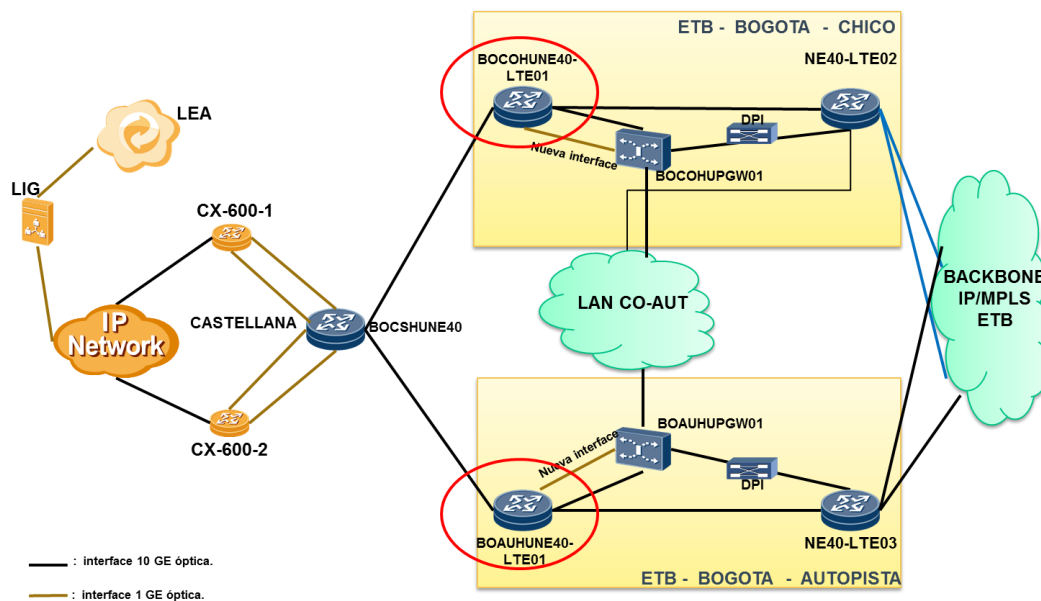 ETB - BOGOTA - CHICO
BOCOHUNE40-
LTE01
NE40-LTE02
DPI
Nueva interface
BOCOHUPGW01
LEA
LIG
CX-600-1
IP
Network
CASTELLANA
BOCSHUNE40
CX-600-2
LAN CO-AUT
BACKBONE
IP/MPLS
ETB
BOAUHUPGW01
Nueva interface
DPI
BOAUHUNE40-
LTE01
NE40-LTE03
ETB - BOGOTA - AUTOPISTA
: interface 10 GE óptica.
: interface 1 GE óptica.